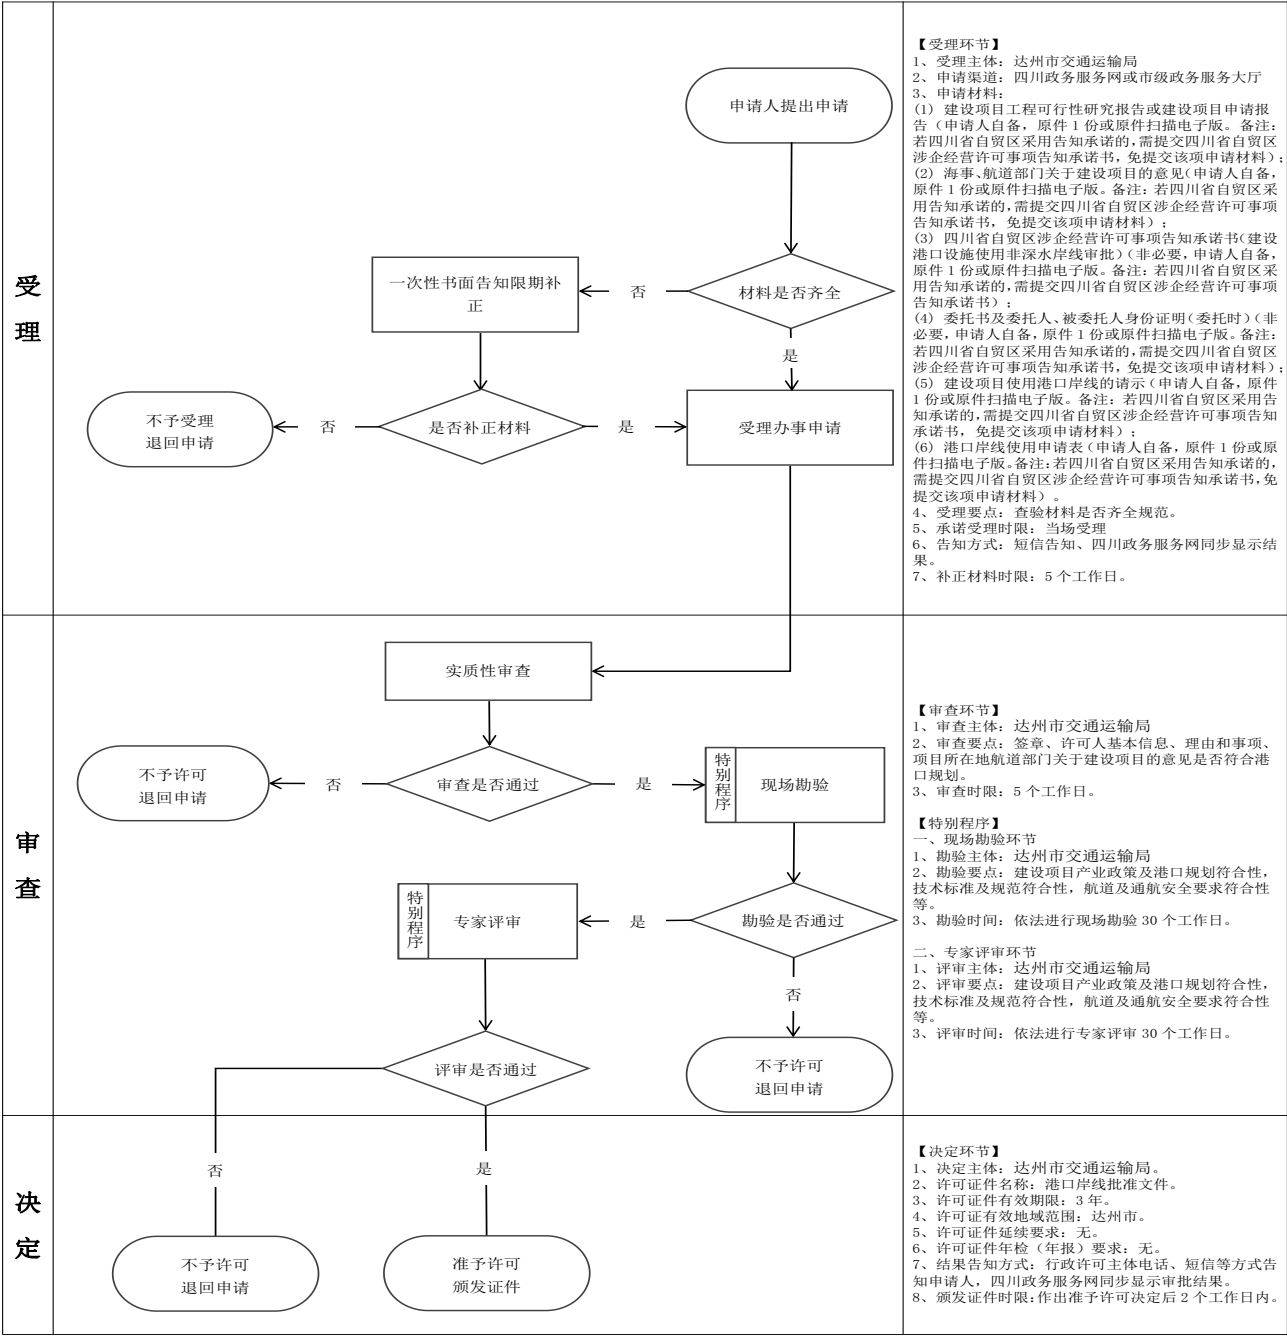 受
理
申请人提出申请
材料是否齐全
否
一次性书面告知限期补
正
是
是否补正材料
否
不予受理
退回申请
是
受理办事申请
【受理环节】
1、受理主体：达州市交通运输局
2、申请渠道：四川政务服务网或市级政务服务大厅
3、申请材料：
(1) 建设项目工程可行性研究报告或建设项目申请报
告（申请人自备，原件 1 份或原件扫描电子版。备注：
若四川省自贸区采用告知承诺的，需提交四川省自贸区
涉企经营许可事项告知承诺书，免提交该项申请材料）；
(2) 海事、航道部门关于建设项目的意见（申请人自备，
原件 1 份或原件扫描电子版。备注：若四川省自贸区采
用告知承诺的，需提交四川省自贸区涉企经营许可事项
告知承诺书，免提交该项申请材料）；
(3) 四川省自贸区涉企经营许可事项告知承诺书（建设
港口设施使用非深水岸线审批）（非必要，申请人自备，
原件 1 份或原件扫描电子版。备注：若四川省自贸区采
用告知承诺的，需提交四川省自贸区涉企经营许可事项
告知承诺书）；
(4) 委托书及委托人、被委托人身份证明（委托时）（非
必要，申请人自备，原件 1 份或原件扫描电子版。备注：
若四川省自贸区采用告知承诺的，需提交四川省自贸区
涉企经营许可事项告知承诺书，免提交该项申请材料）；
(5) 建设项目使用港口岸线的请示（申请人自备，原件
1 份或原件扫描电子版。备注：若四川省自贸区采用告
知承诺的，需提交四川省自贸区涉企经营许可事项告知
承诺书，免提交该项申请材料）；
(6) 港口岸线使用申请表（申请人自备，原件 1 份或原
件扫描电子版。备注：若四川省自贸区采用告知承诺的，
需提交四川省自贸区涉企经营许可事项告知承诺书，免
提交该项申请材料）。
4、受理要点：查验材料是否齐全规范。
5、承诺受理时限：当场受理
6、告知方式：短信告知、四川政务服务网同步显示结
果。
7、补正材料时限：5 个工作日。
审
查
实质性审查
审查是否通过
否
不予许可
退回申请
是
特别程序
现场勘验
勘验是否通过
是
特别程序
专家评审
否
不予许可
退回申请
评审是否通过
【审查环节】
1、审查主体：达州市交通运输局
2、审查要点：签章、许可人基本信息、理由和事项、
项目所在地航道部门关于建设项目的意见是否符合港
口规划。
3、审查时限：5 个工作日。
【特别程序】
一、现场勘验环节
1、勘验主体：达州市交通运输局
2、勘验要点：建设项目产业政策及港口规划符合性，
技术标准及规范符合性，航道及通航安全要求符合性
等。
3、勘验时间：依法进行现场勘验 30 个工作日。
二、专家评审环节
1、评审主体：达州市交通运输局
2、评审要点：建设项目产业政策及港口规划符合性，
技术标准及规范符合性，航道及通航安全要求符合性
等。
3、评审时间：依法进行专家评审 30 个工作日。
决
定
否
不予许可
退回申请
是
准予许可
颁发证件
【决定环节】
1、决定主体：达州市交通运输局。
2、许可证件名称：港口岸线批准文件。
3、许可证件有效期限：3 年。
4、许可证有效地域范围：达州市。
5、许可证件延续要求：无。
6、许可证件年检（年报）要求：无。
7、结果告知方式：行政许可主体电话、短信等方式告
知申请人，四川政务服务网同步显示审批结果。
8、颁发证件时限：作出准予许可决定后 2 个工作日内。